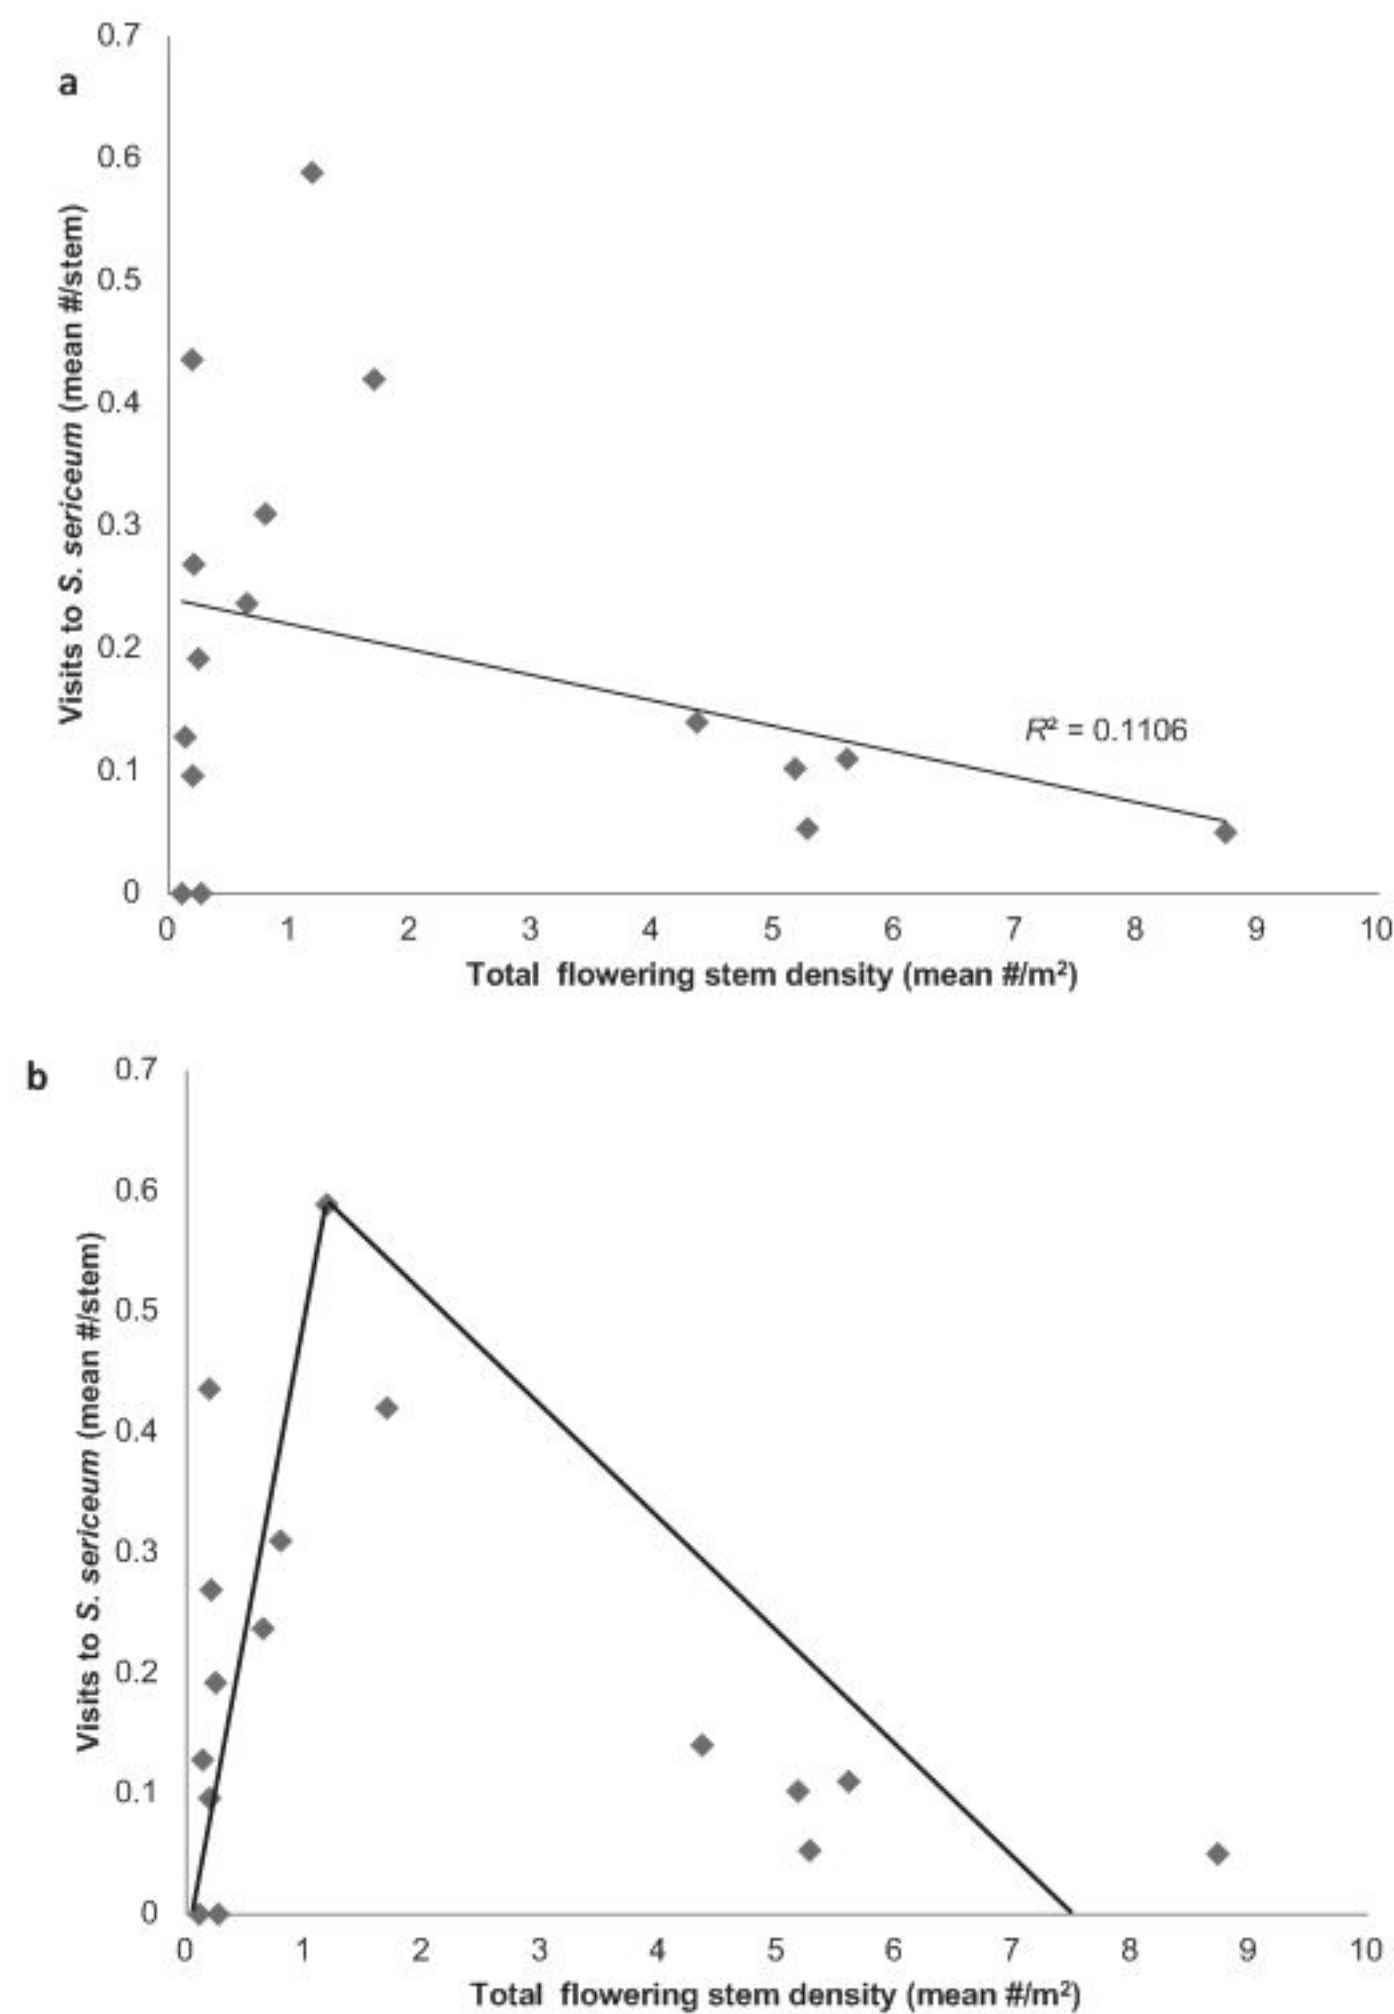 a
0.7
0.6
0.5
0.4
0.3
0.2
0.1
0
Visits to S. sericeum (mean #/stem)
R² = 0.1106
0 1 2 3 4 5 6 7 8 9 10
Total flowering stem density (mean #/m²)
b
0.7
0.6
0.5
0.4
0.3
0.2
0.1
0
Visits to S. sericeum (mean #/stem)
0 1 2 3 4 5 6 7 8 9 10
Total flowering stem density (mean #/m²)